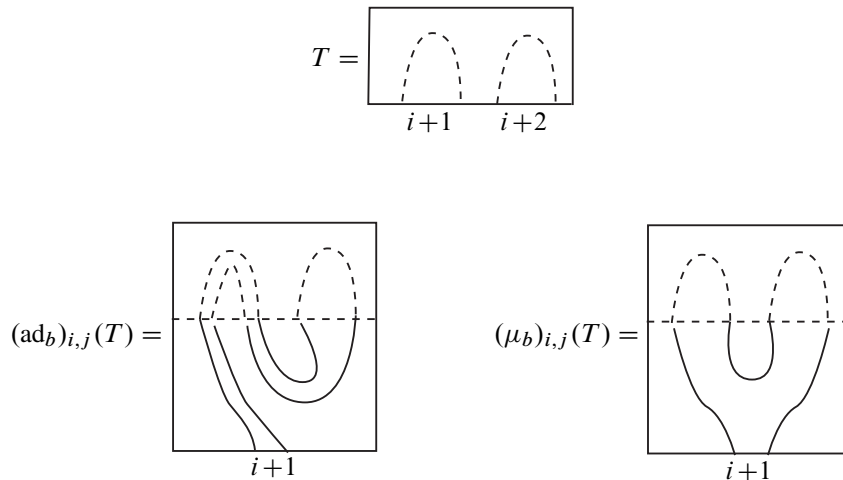 T =
i+1 i+2
(ad_b)_{i,j}(T) =
i+1
(μ_b)_{i,j}(T) =
i+1